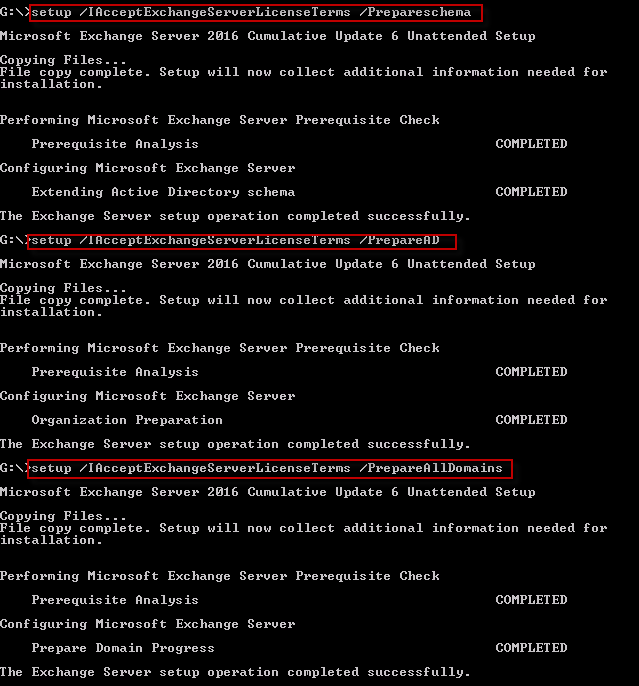 G:\>setup /IAcceptExchangeServerLicenseTerms /Prepareschema
Microsoft Exchange Server 2016 Cumulative Update 6 Unattended Setup
Copying Files...
File copy complete. Setup will now collect additional information needed for
installation.
Performing Microsoft Exchange Server Prerequisite Check
Prerequisite Analysis COMPLETED
Configuring Microsoft Exchange Server
Extending Active Directory schema COMPLETED
The Exchange Server setup operation completed successfully.
G:\>setup /IAcceptExchangeServerLicenseTerms /PrepareAD
Microsoft Exchange Server 2016 Cumulative Update 6 Unattended Setup
Copying Files...
File copy complete. Setup will now collect additional information needed for
installation.
Performing Microsoft Exchange Server Prerequisite Check
Prerequisite Analysis COMPLETED
Configuring Microsoft Exchange Server
Organization Preparation COMPLETED
The Exchange Server setup operation completed successfully.
G:\>setup /IAcceptExchangeServerLicenseTerms /PrepareAllDomains
Microsoft Exchange Server 2016 Cumulative Update 6 Unattended Setup
Copying Files...
File copy complete. Setup will now collect additional information needed for
installation.
Performing Microsoft Exchange Server Prerequisite Check
Prerequisite Analysis COMPLETED
Configuring Microsoft Exchange Server
Prepare Domain Progress COMPLETED
The Exchange Server setup operation completed successfully.